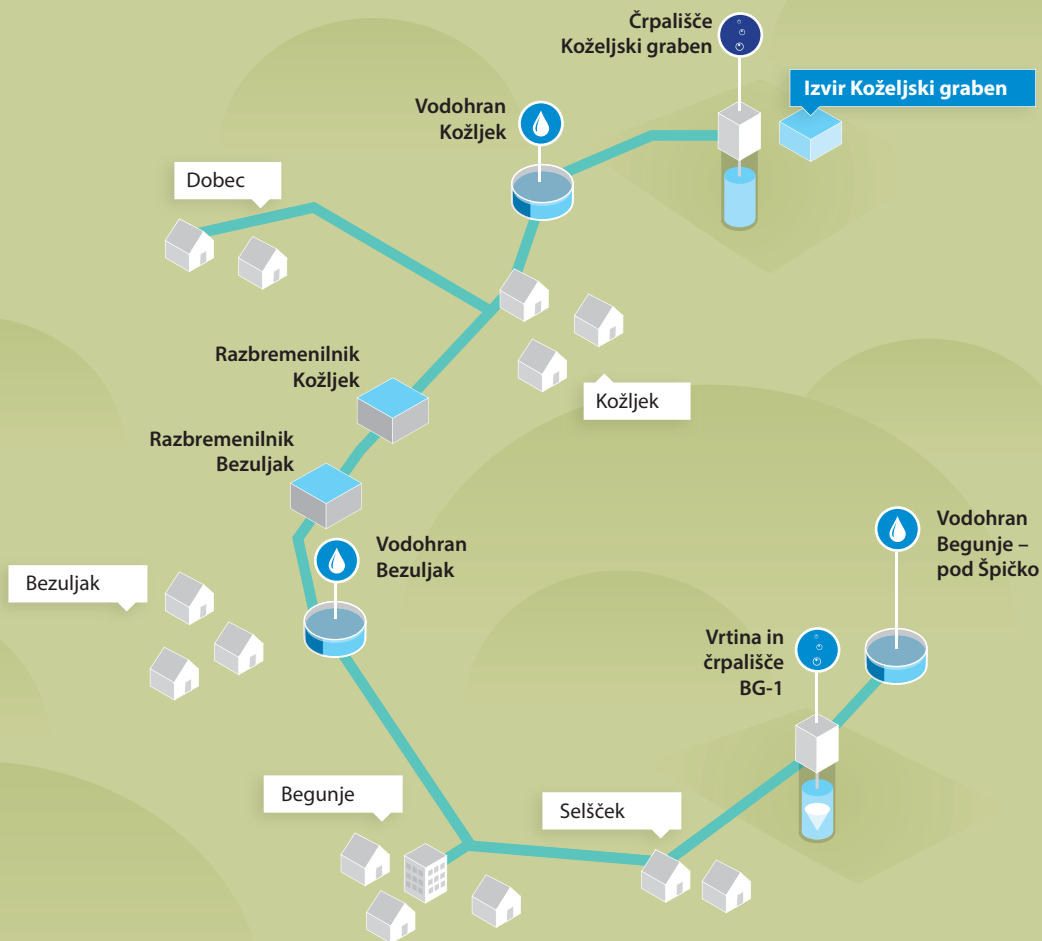 Črpališče
Koželjski graben
Izvir Koželjski graben
Vodohran
Kožljek
Dobec
Razbremenilnik
Kožljek
Kožljek
Razbremenilnik
Bezuljak
Vodohran
Bezuljak
Vodohran
Begunje –
pod Špičko
Bezuljak
Vrtina in
črpališče
BG-1
Begunje
Selšček